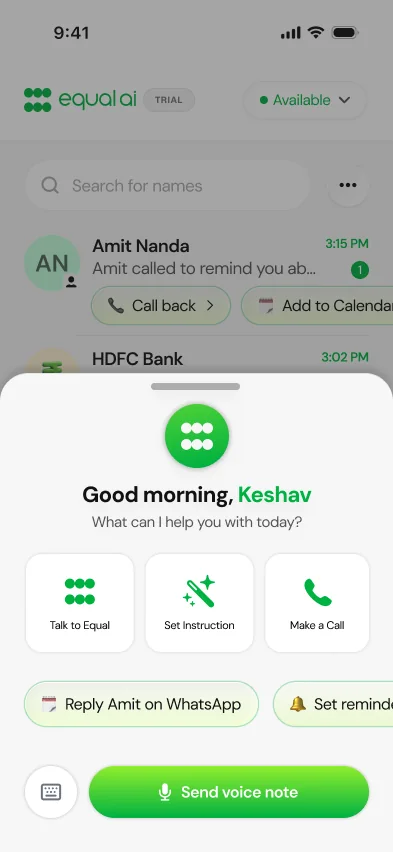 9:41
equal ai TRIAL
Available
Search for names
AN
Amit Nanda
3:15 PM
Amit called to remind you ab...
1
Call back
Add to Calenda
HDFC Bank
3:02 PM
Good morning, Keshav
What can I help you with today?
Talk to Equal
Set Instruction
Make a Call
Reply Amit on WhatsApp
Set remind
Send voice note